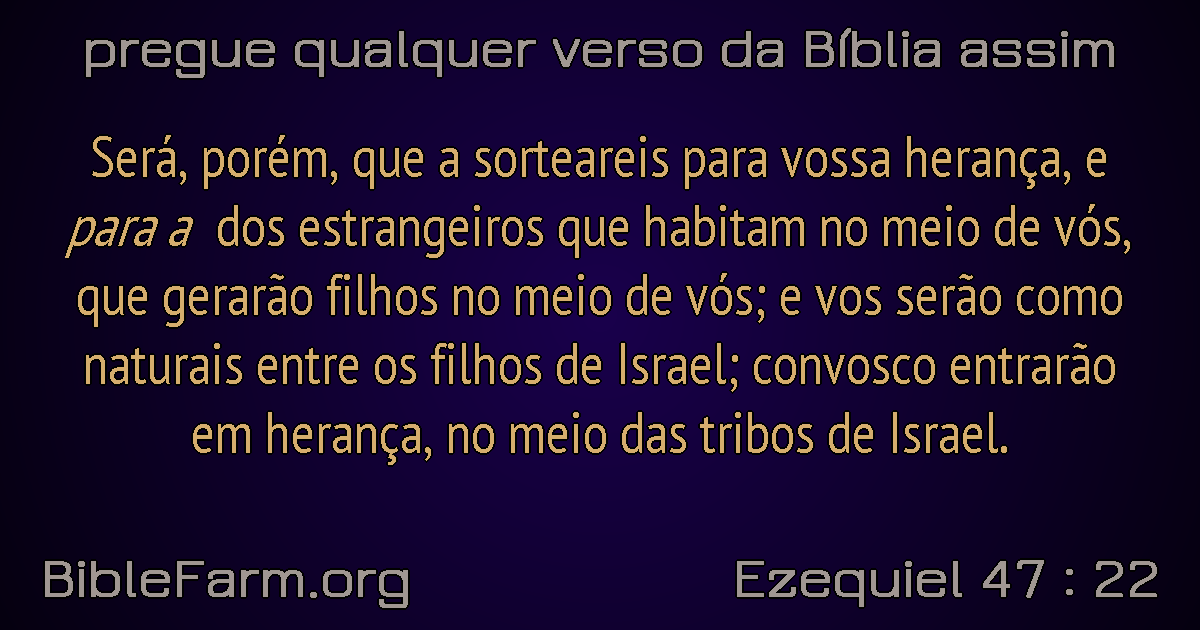 pregue qualquer verso da Bíblia assim
Será, porém, que a sorteareis para vossa herança, e
para a dos estrangeiros que habitam no meio de vós,
que gerarão filhos no meio de vós; e vos serão como
naturais entre os filhos de Israel; convosco entrarão
em herança, no meio das tribos de Israel.
BibleFarm.org
Ezequiel 47 : 22